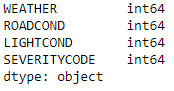 WEATHER int64
ROADCOND int64
LIGHTCOND int64
SEVERITYCODE int64
dtype: object